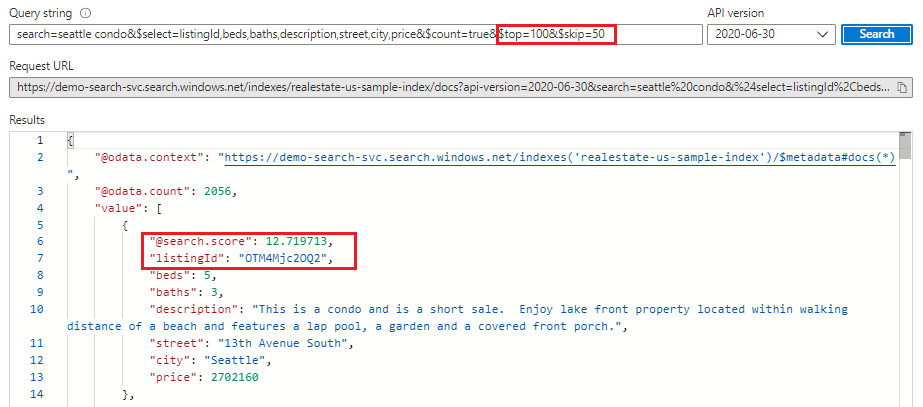 Query string
API version
search=seattle condo&$select=listingId,beds,baths,description,street,city,price&$count=true&$top=100&$skip=50
2020-06-30
Search
Request URL
https://demo-search-svc.search.windows.net/indexes/realestate-us-sample-index/docs?api-version=2020-06-30&search=seattle%20condo&%24select=listingId%2Cbeds...
Results
1 {
2 "@odata.context": "https://demo-search-svc.search.windows.net/indexes('realestate-us-sample-index')/$metadata#docs(*)
",
3 "@odata.count": 2056,
4 "value": [
5 {
6 "@search.score": 12.719713,
7 "listingId": "OTM4Mjc2OQ2",
8 "beds": 5,
9 "baths": 3,
10 "description": "This is a condo and is a short sale.  Enjoy lake front property located within walking
distance of a beach and features a lap pool, a garden and a covered front porch.",
11 "street": "13th Avenue South",
12 "city": "Seattle",
13 "price": 2702160
14 },